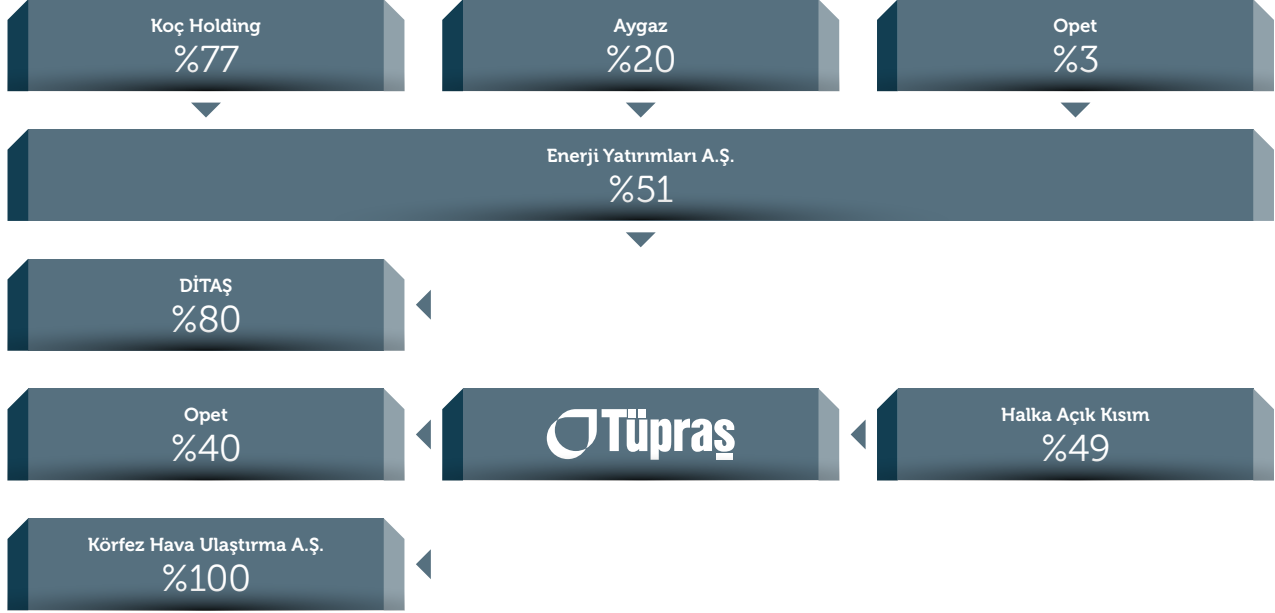 Koç Holding
%77
Aygaz
%20
Opet
%3
Enerji Yatırımları A.Ş.
%51
DİTAŞ
%80
Opet
%40
Tüpraş
Halka Açık Kısım
%49
Körfez Hava Ulaştırma A.Ş.
%100